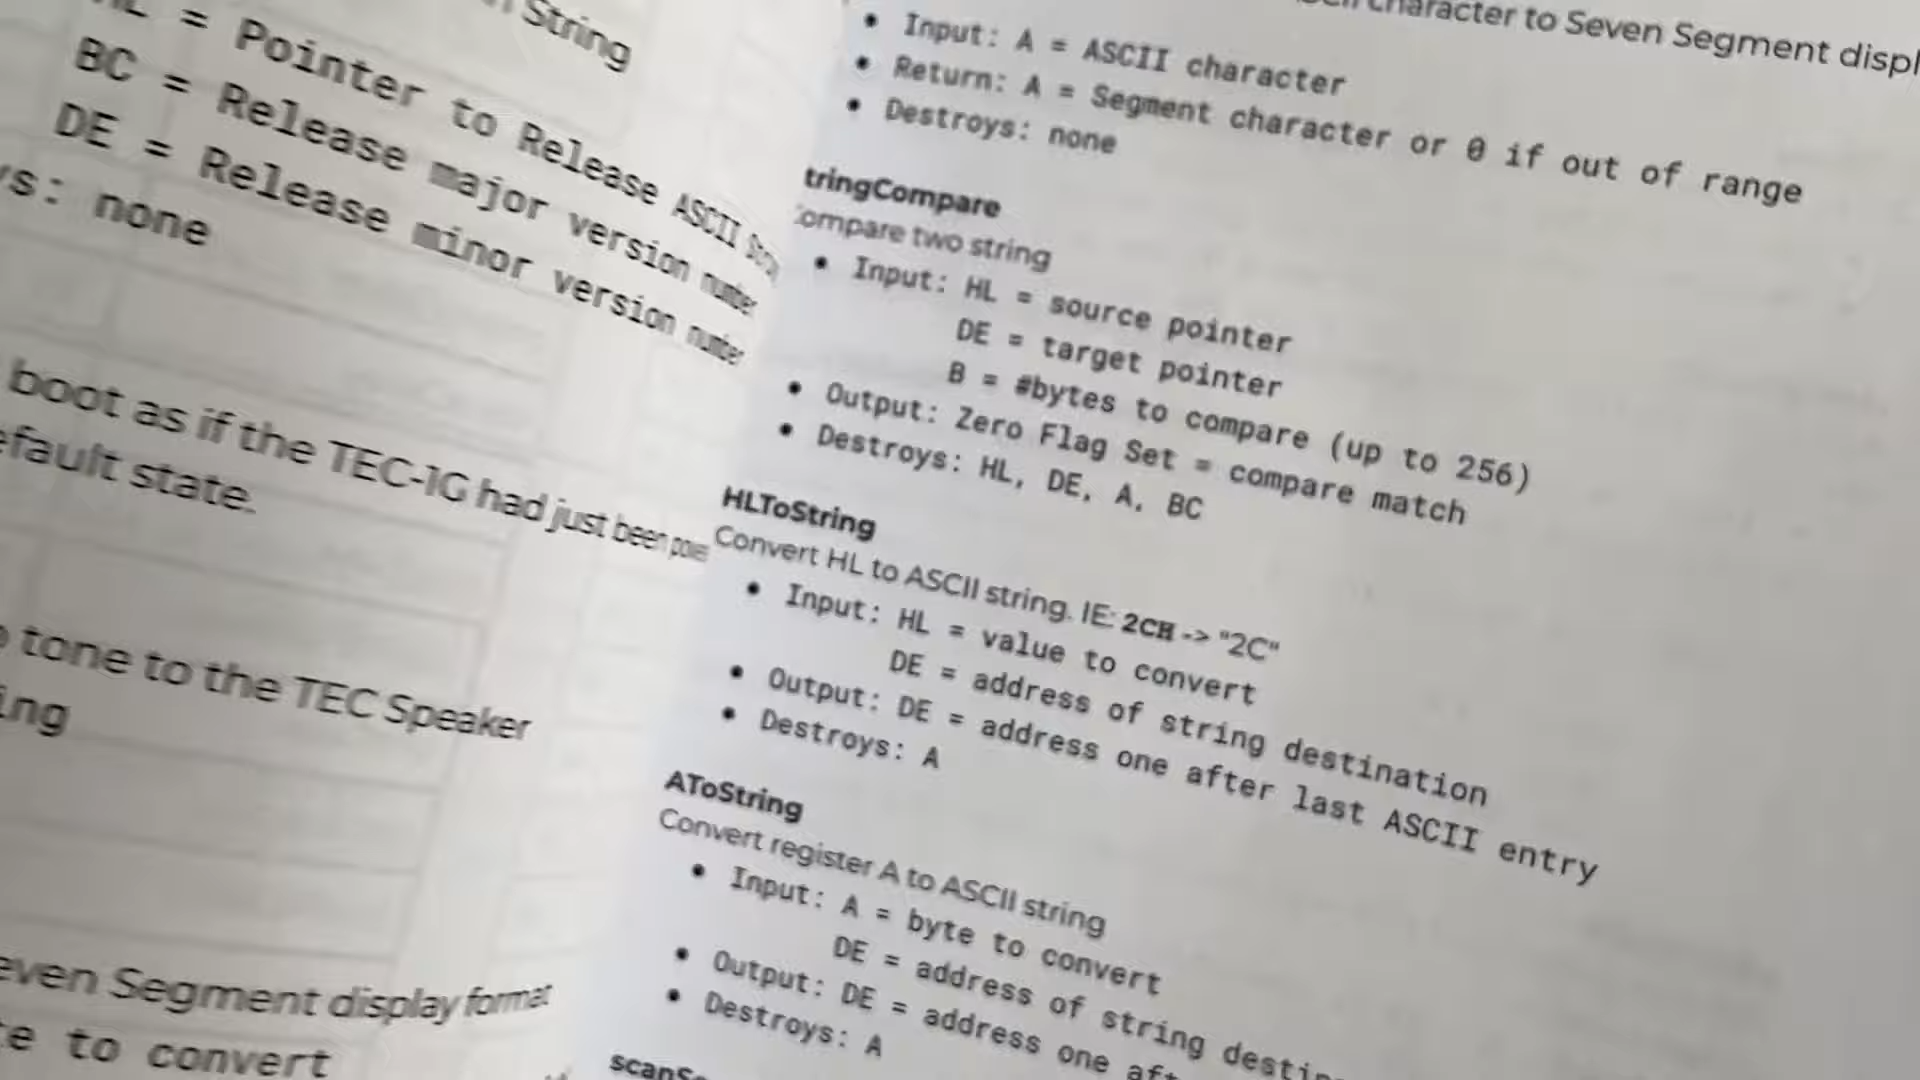 String
= Pointer to Release ASCII
BC = Release major version number
DE = Release minor version number
s: none
boot as if the TEC-1G had just been
efault state.
tone to the TEC Speaker
ing
even Segment display format
te to convert
character to Seven Segment displ
• Input: A = ASCII character
• Return: A = Segment character or 0 if out of range
• Destroys: none
tringCompare
ompare two string
• Input: HL = source pointer
DE = target pointer
B = #bytes to compare (up to 256)
• Output: Zero Flag Set = compare match
• Destroys: HL, DE, A, BC
HLToString
Convert HL to ASCII string. IE: 2CH -> "2C"
• Input: HL = value to convert
DE = address of string destination
• Output: DE = address one after last ASCII entry
• Destroys: A
AToString
Convert register A to ASCII string
• Input: A = byte to convert
DE = address of string destin
• Output: DE = address one aft
• Destroys: A
scanS